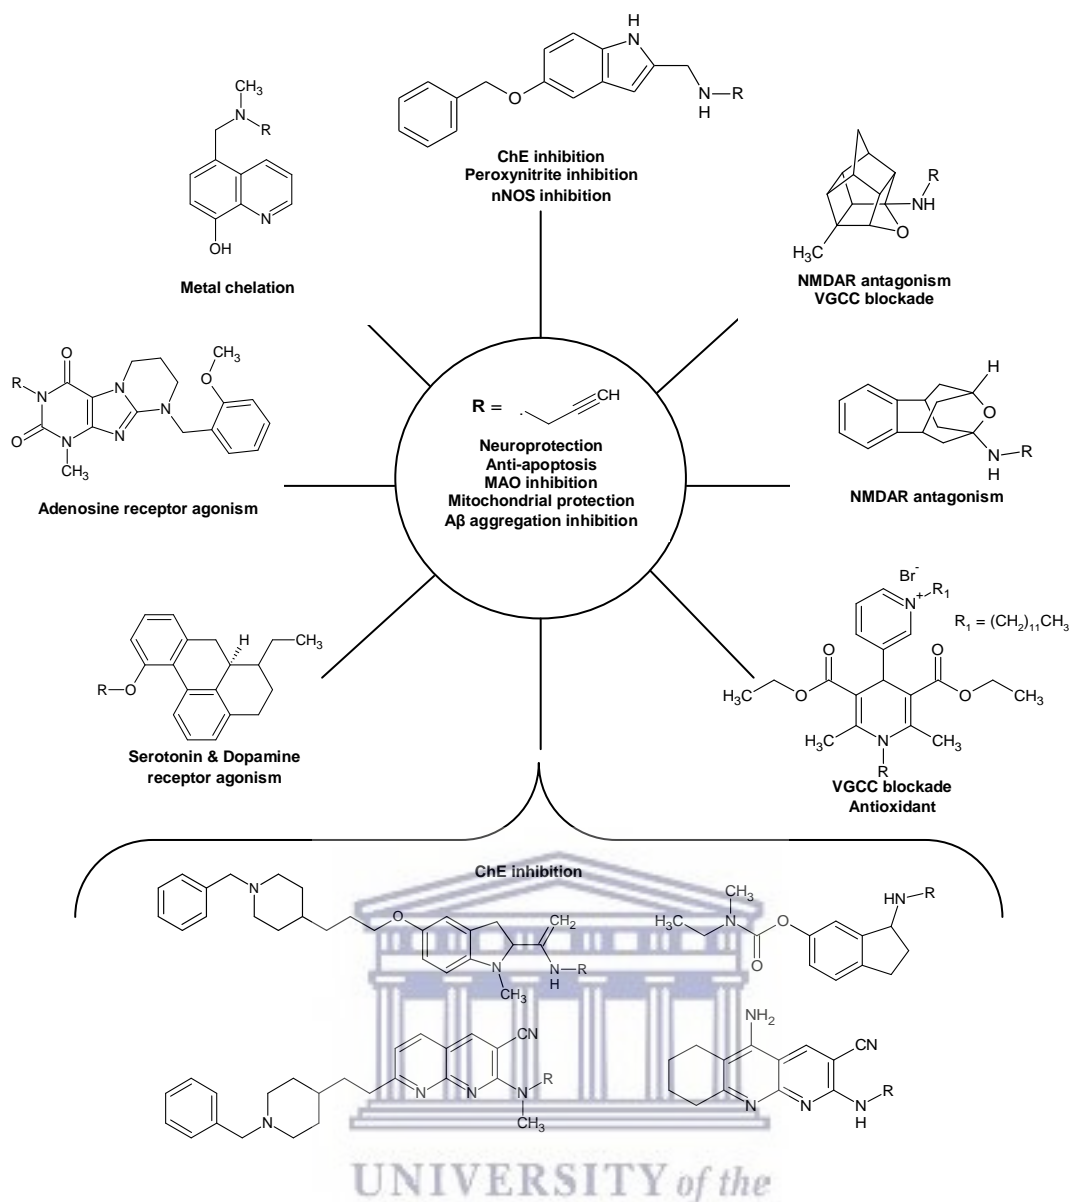 H
N
O
N
H
R
ChE inhibition
Peroxynitrite inhibition
nNOS inhibition
CH3
N
R
N
OH
Metal chelation
R
NH
O
H3C
NMDAR antagonism
VGCC blockade
O
R
N
N
CH3
O
N
O
N
N
CH3
Adenosine receptor agonism
R = CH
Neuroprotection
Anti-apoptosis
MAO inhibition
Mitochondrial protection
Aβ aggregation inhibition
H
O
N
H
R
NMDAR antagonism
H
CH3
R
O
Serotonin & Dopamine
receptor agonism
Br-
N+
R1
R1 = (CH2)11CH3
O
O
H3C
O
O
CH3
H3C
N
CH3
R
VGCC blockade
Antioxidant
ChE inhibition
N
O
CH2
N
N
H
R
CH3
CH3
H3C
N
O
O
HN
R
N
N
N
CN
N
R
CH3
NH2
CN
N
N
N
H
R
UNIVERSITY of the